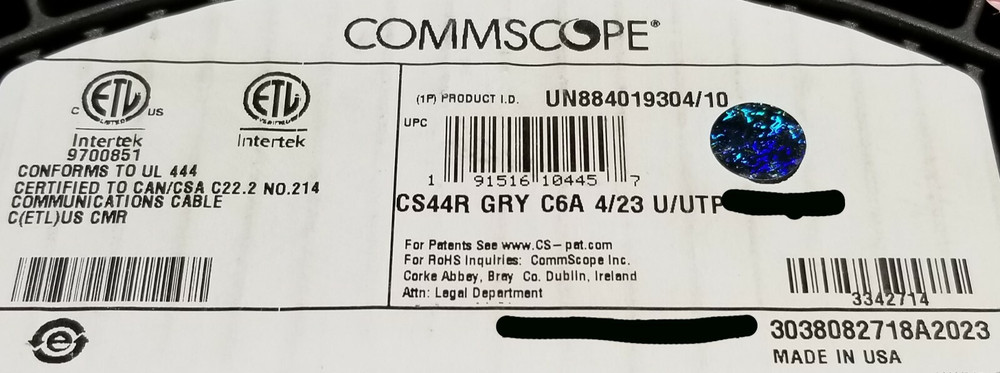 COMMSCOPE®
ETL
C US
LISTED
Intertek
9700851
CONFORMS TO UL 444
CERTIFIED TO CAN/CSA C22.2 NO.214
COMMUNICATIONS CABLE
C(ETL)US CMR
ETL
Intertek
(1P) PRODUCT I.D. UN884019304/10
UPC
1 91516 10445 7
CS44R GRY C6A 4/23 U/UTP
For Patents See www.CS-pat.com
For RoHS Inquiries: CommScope Inc.
Corke Abbey, Bray Co. Dublin, Ireland
Attn: Legal Department
3342714
e
3038082718A2023
MADE IN USA